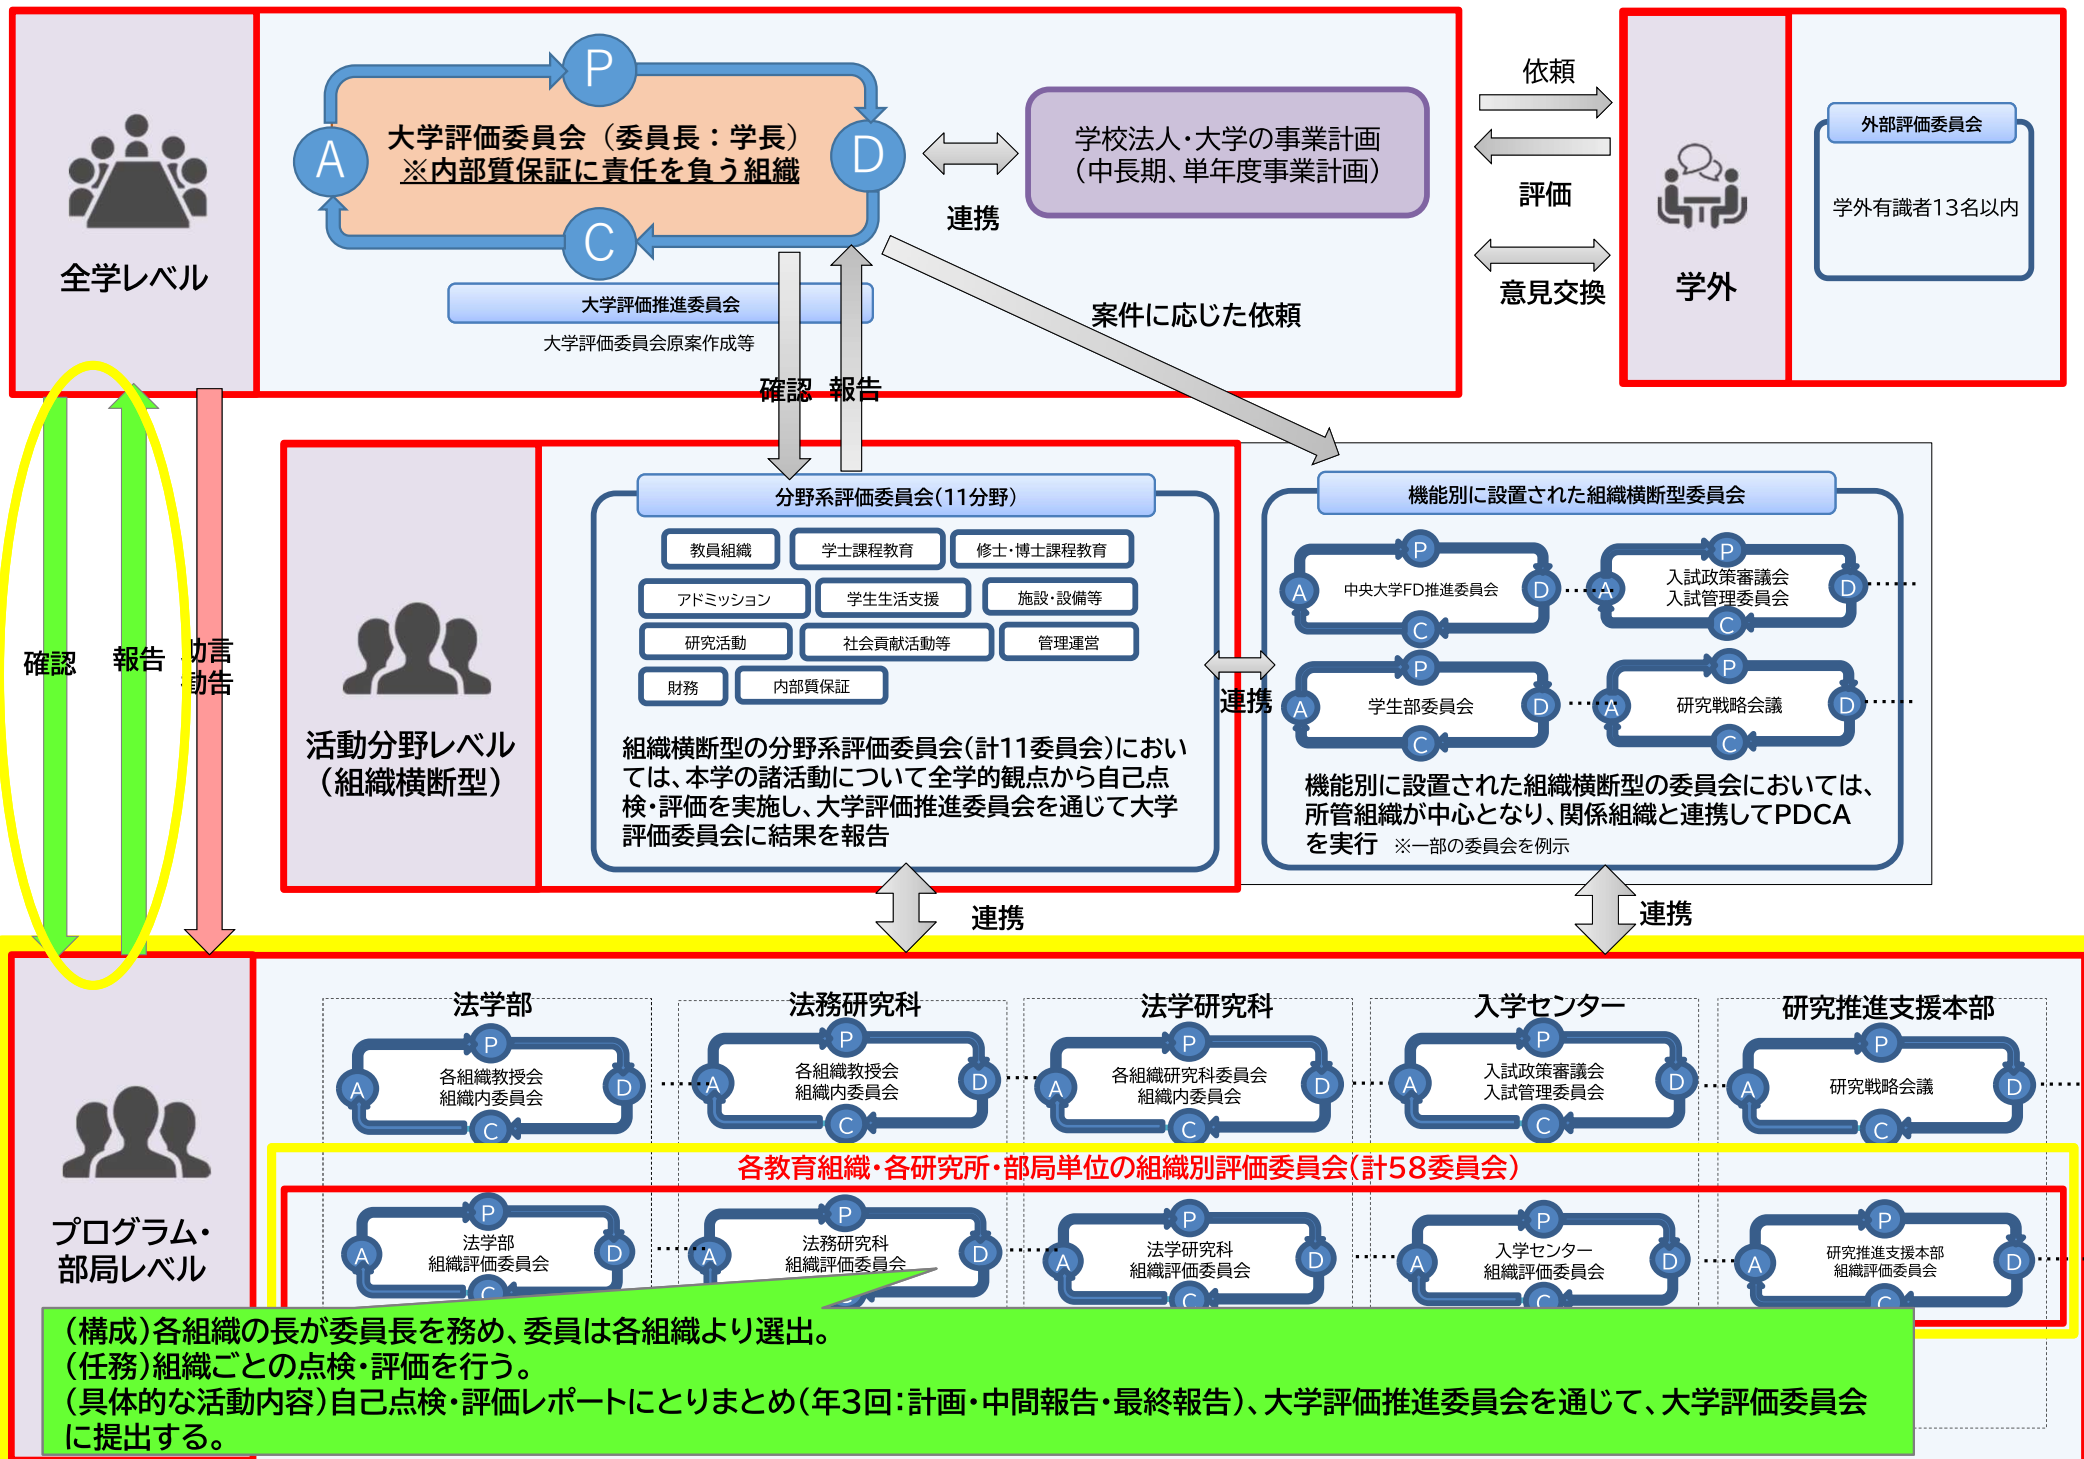 全学レベル
P
A
D
C
大学評価委員会（委員長：学長）
※内部質保証に責任を負う組織
大学評価推進委員会
大学評価委員会原案作成等
連携
学校法人・大学の事業計画
（中長期、単年度事業計画）
依頼
評価
意見交換
学外
外部評価委員会
学外有識者13名以内
確認
報告
案件に応じた依頼
確認
報告
助言
勧告
活動分野レベル
（組織横断型）
分野系評価委員会(11分野)
教員組織
学士課程教育
修士・博士課程教育
アドミッション
学生生活支援
施設・設備等
研究活動
社会貢献活動等
管理運営
財務
内部質保証
組織横断型の分野系評価委員会(計11委員会)におい
ては、本学の諸活動について全学的観点から自己点
検・評価を実施し、大学評価推進委員会を通じて大学
評価委員会に結果を報告
連携
機能別に設置された組織横断型委員会
P
A
中央大学FD推進委員会
D
C
P
A
入試政策審議会
入試管理委員会
D
C
P
A
学生部委員会
D
C
P
A
研究戦略会議
D
C
機能別に設置された組織横断型の委員会においては、
所管組織が中心となり、関係組織と連携してPDCA
を実行 ※一部の委員会を例示
連携
連携
プログラム・
部局レベル
法学部
P
A
各組織教授会
組織内委員会
D
C
法務研究科
P
A
各組織教授会
組織内委員会
D
C
法学研究科
P
A
各組織研究科委員会
組織内委員会
D
C
入学センター
P
A
入試政策審議会
入試管理委員会
D
C
研究推進支援本部
P
A
研究戦略会議
D
C
各教育組織・各研究所・部局単位の組織別評価委員会(計58委員会)
P
A
法学部
組織評価委員会
D
C
P
A
法務研究科
組織評価委員会
D
C
P
A
法学研究科
組織評価委員会
D
C
P
A
入学センター
組織評価委員会
D
C
P
A
研究推進支援本部
組織評価委員会
D
C
（構成)各組織の長が委員長を務め、委員は各組織より選出。
（任務)組織ごとの点検・評価を行う。
（具体的な活動内容)自己点検・評価レポートにとりまとめ(年3回：計画・中間報告・最終報告)、大学評価推進委員会を通じて、大学評価委員会
に提出する。